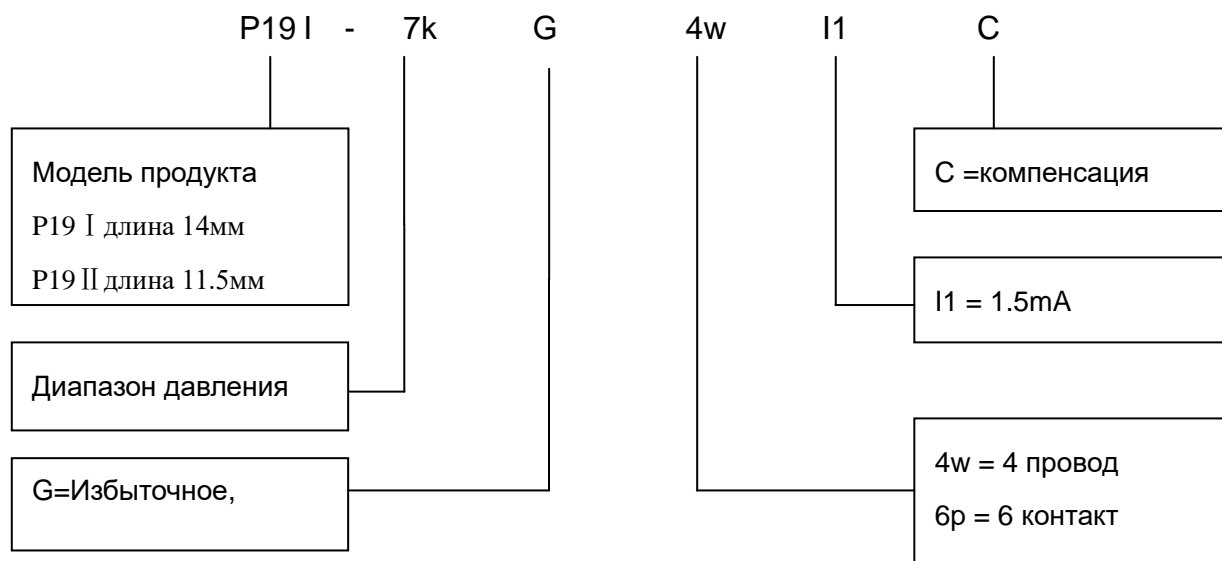 P19 I - 7k G 4w I1 C
Модель продукта
P19 Ⅰ длина 14мм
P19 Ⅱ длина 11.5мм
Диапазон давления
G=Избыточное,
C =компенсация
I1 = 1.5mA
4w = 4 провод
6p = 6 контакт